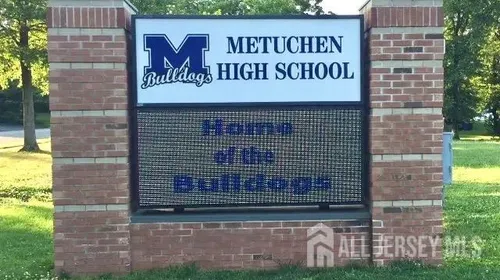 M
Bulldogs
METUCHEN
HIGH SCHOOL
Home
of the
Bulldogs
ALL JERSEY MLS